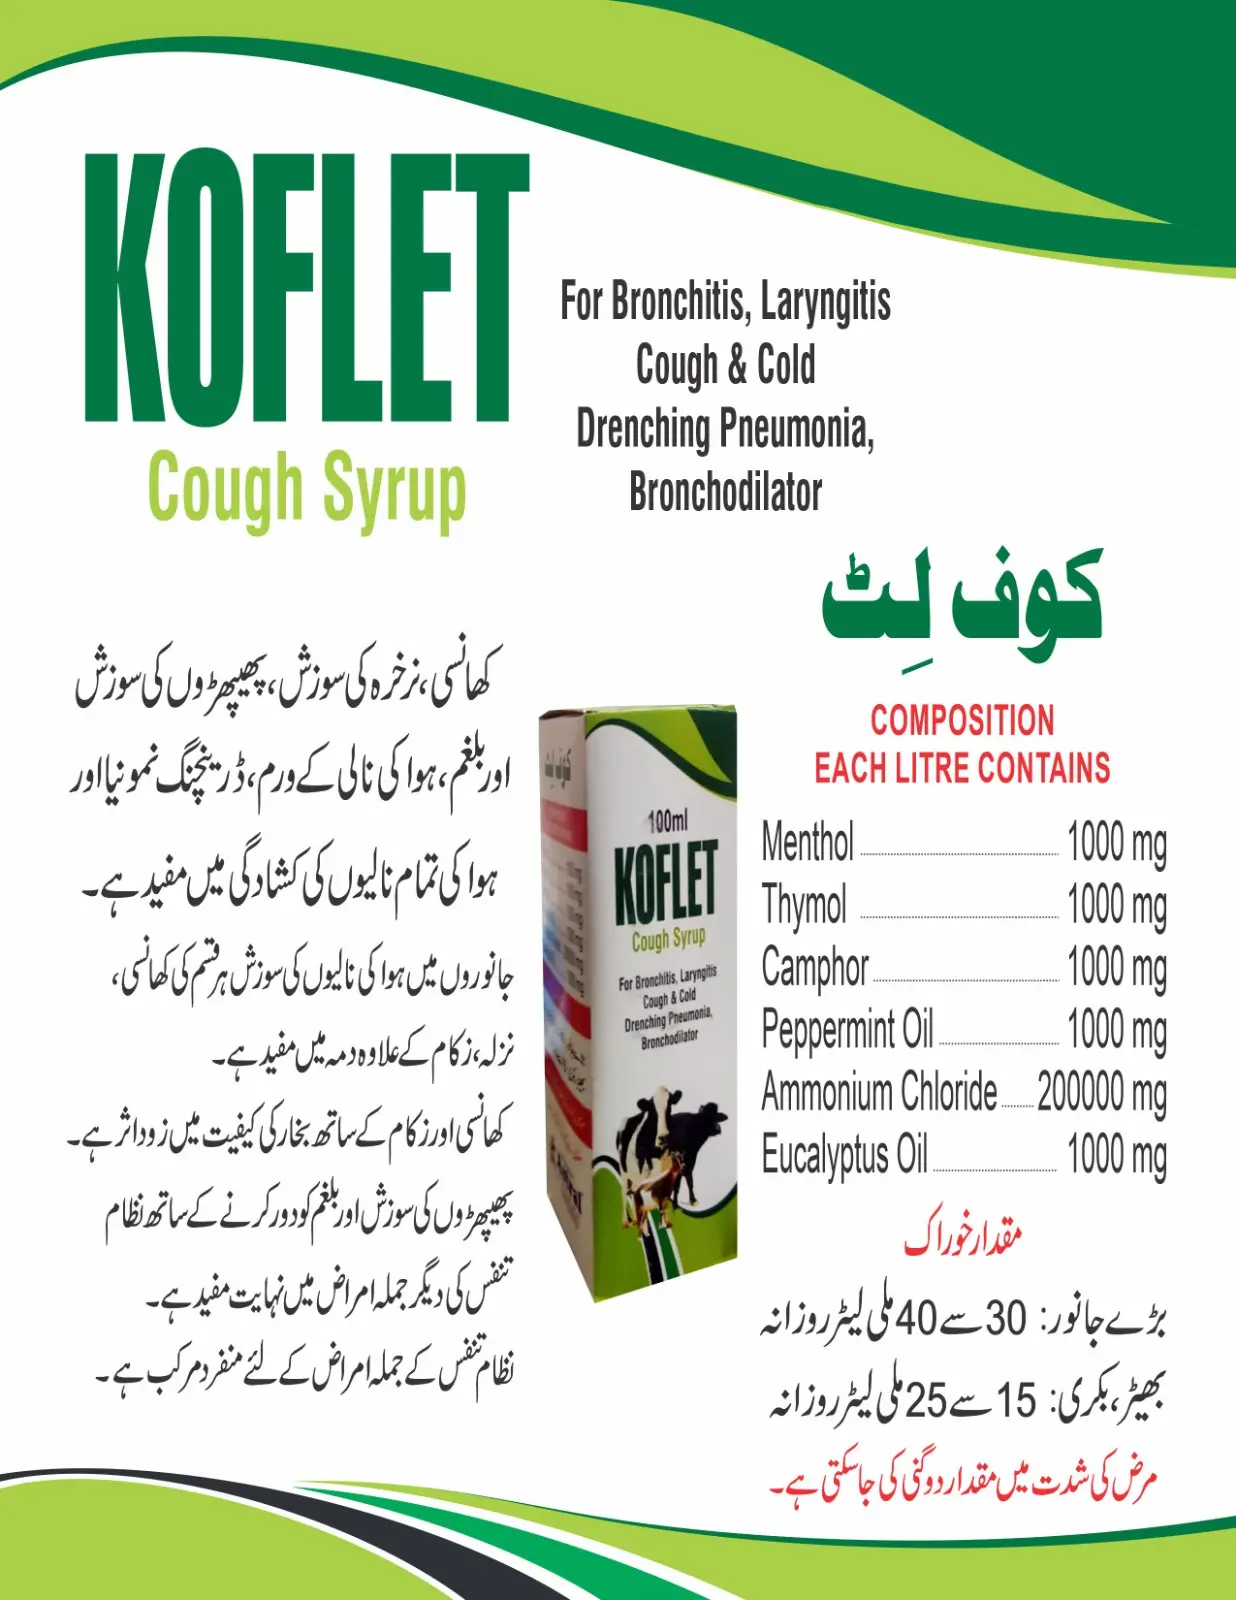 KOFLET
Cough Syrup
For Bronchitis, Laryngitis
Cough & Cold
Drenching Pneumonia,
Bronchodilator
کوف لِٹ
کھانسی، نرخرہ کی سوزش، پھیپھڑوں کی سوزش
اور بلغم، ہوا کی نالی کے ورم، ڈرینچنگ نمونیا اور
ہوا کی تمام نالیوں کی کشادگی میں مفید ہے۔
جانوروں میں ہوا کی نالیوں کی سوزش ہر قسم کی کھانسی،
نزلہ، زکام کے علاوہ دمہ میں مفید ہے۔
کھانسی اور زکام کے ساتھ بخار کی کیفیت میں زود اثر ہے۔
پھیپھڑوں کی سوزش اور بلغم کو دور کرنے کے ساتھ نظام
تنفس کی دیگر جملہ امراض میں نہایت مفید ہے۔
نظام تنفس کے جملہ امراض کے لئے منفرد مرکب ہے۔
کوف لٹ
100ml
KOFLET
Cough Syrup
For Bronchitis, Laryngitis
Cough & Cold
Drenching Pneumonia,
Bronchodilator
COMPOSITION
EACH LITRE CONTAINS
Menthol 1000 mg
Thymol 1000 mg
Camphor 1000 mg
Peppermint Oil 1000 mg
Ammonium Chloride 200000 mg
Eucalyptus Oil 1000 mg
مقدار خوراک
بڑے جانور: 30 سے 40 ملی لیٹر روزانہ
بھیڑ، بکری: 15 سے 25 ملی لیٹر روزانہ
مرض کی شدت میں مقدار دوگنی کی جاسکتی ہے۔